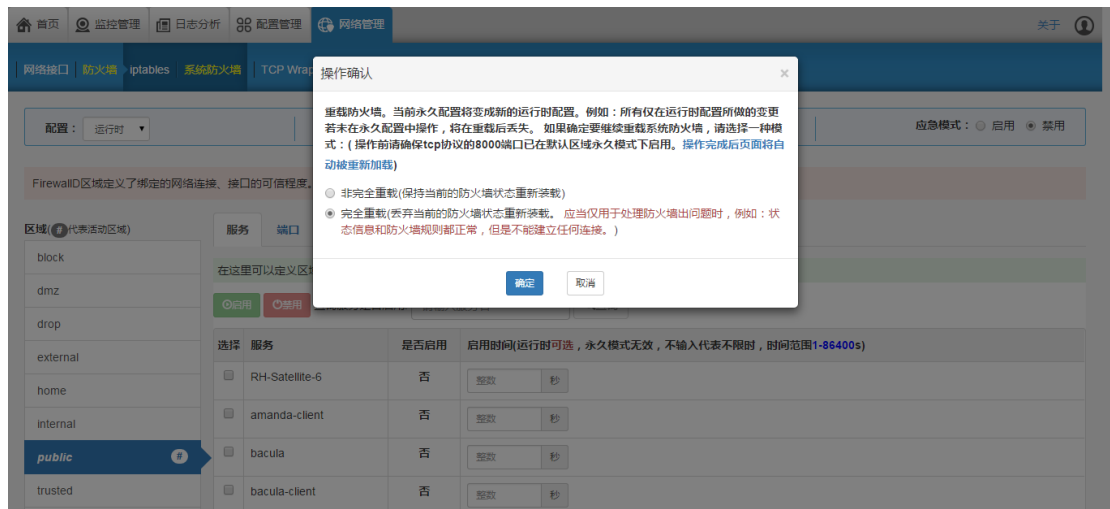 首页 监控管理 日志分析 配置管理 网络管理 关于
网络接口 防火墙 iptables 系统防火墙 TCP Wrap
操作确认 ×
重载防火墙。当前永久配置将变成新的运行时配置。例如：所有仅在运行时配置所做的变更
若未在永久配置中操作，将在重载后丢失。 如果确定要继续重载系统防火墙，请选择一种模
式：( 操作前请确保tcp协议的8000端口已在默认区域永久模式下启用。操作完成后页面将自
动被重新加载)
非完全重载(保持当前的防火墙状态重新装载)
完全重载(丢弃当前的防火墙状态重新装载。 应当仅用于处理防火墙出问题时，例如：状
态信息和防火墙规则都正常，但是不能建立任何连接。)
确定 取消
配置： 运行时 应急模式： 启用 禁用
FirewallD区域定义了绑定的网络连接、接口的可信程度。
区域(#代表活动区域)
block
dmz
drop
external
home
internal
public #
trusted
服务 端口
在这里可以定义区
启用 禁用
选择 服务 是否启用 启用时间(运行时可选，永久模式无效，不输入代表不限时，时间范围1-86400s)
RH-Satellite-6 否 整数 秒
amanda-client 否 整数 秒
bacula 否 整数 秒
bacula-client 否 整数 秒